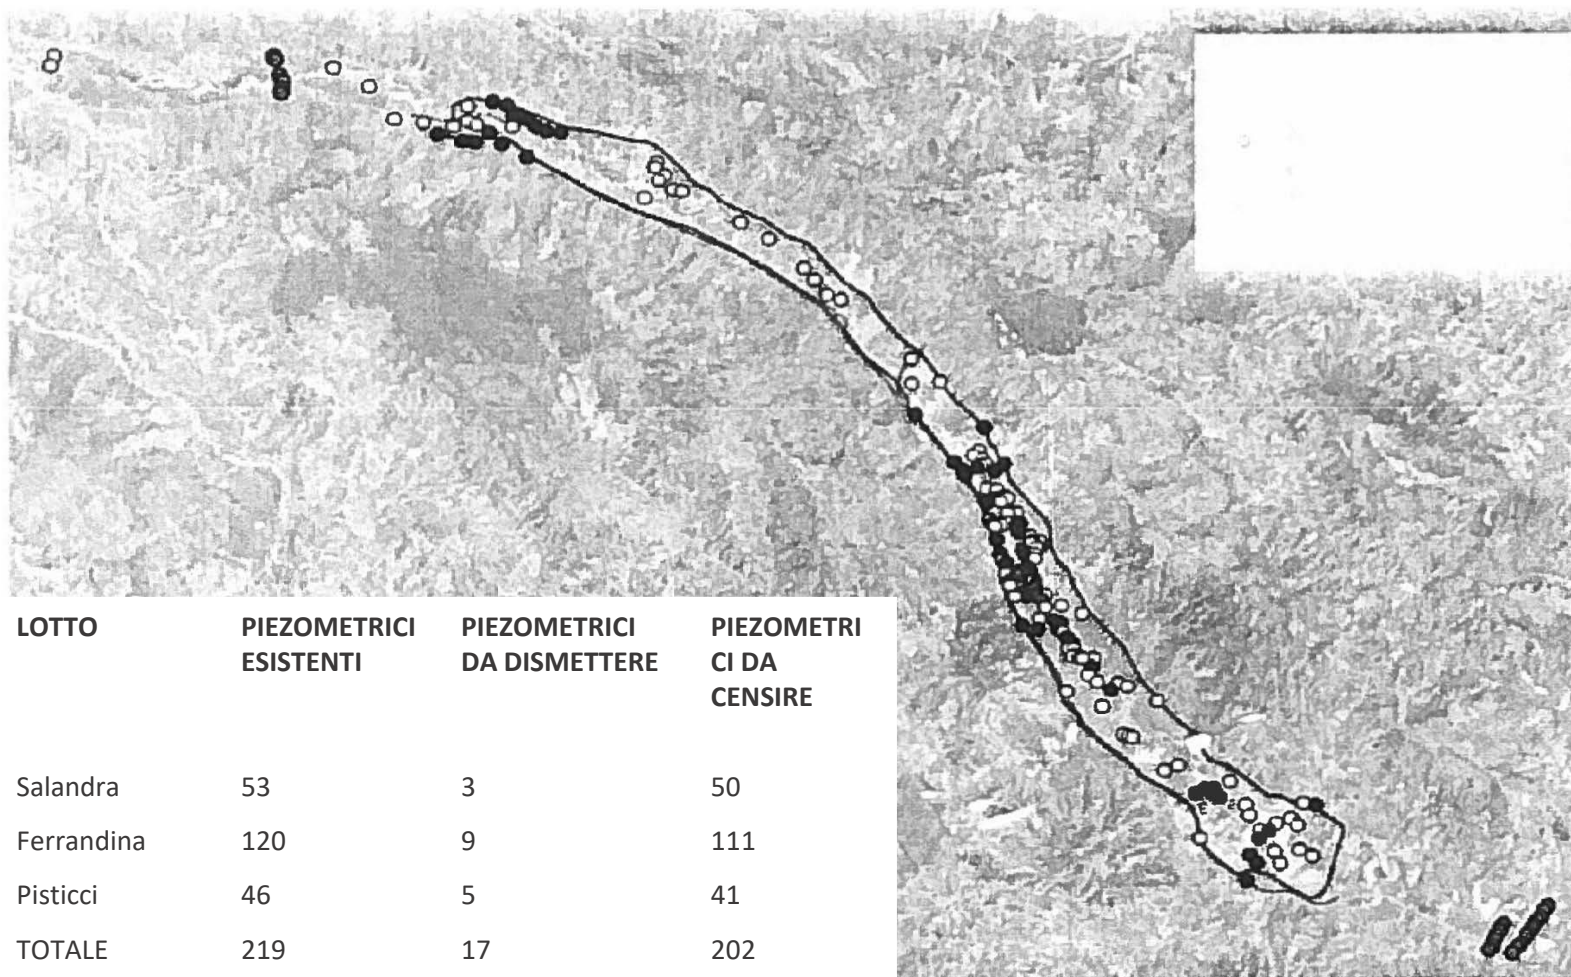 LOTTO PIEZOMETRICI ESISTENTI PIEZOMETRICI DA DISMETTERE PIEZOMETRI CI DA CENSIRE
Salandra 53 3 50
Ferrandina 120 9 111
Pisticci 46 5 41
TOTALE 219 17 202